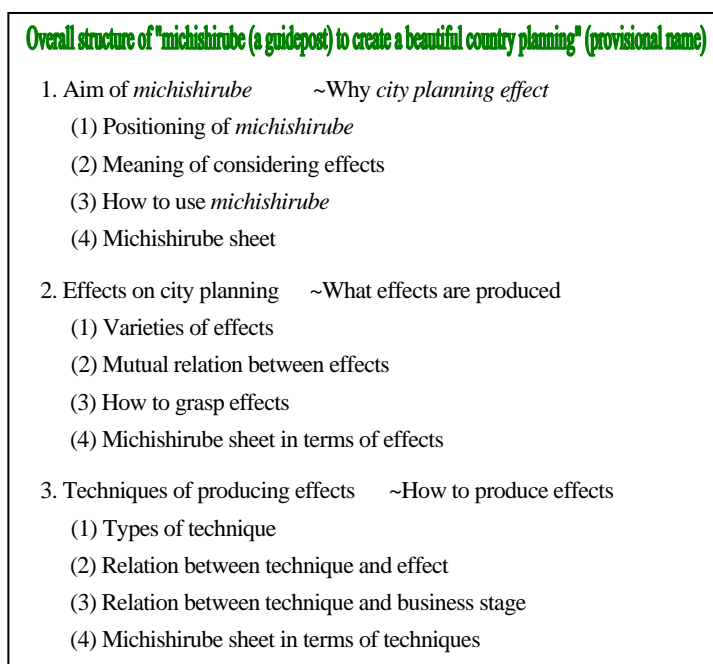 Overall structure of "michishirube (a guidepost) to create a beautiful country planning" (provisional name)
1. Aim of michishirube ~Why city planning effect
(1) Positioning of michishirube
(2) Meaning of considering effects
(3) How to use michishirube
(4) Michishirube sheet
2. Effects on city planning ~What effects are produced
(1) Varieties of effects
(2) Mutual relation between effects
(3) How to grasp effects
(4) Michishirube sheet in terms of effects
3. Techniques of producing effects ~How to produce effects
(1) Types of technique
(2) Relation between technique and effect
(3) Relation between technique and business stage
(4) Michishirube sheet in terms of techniques